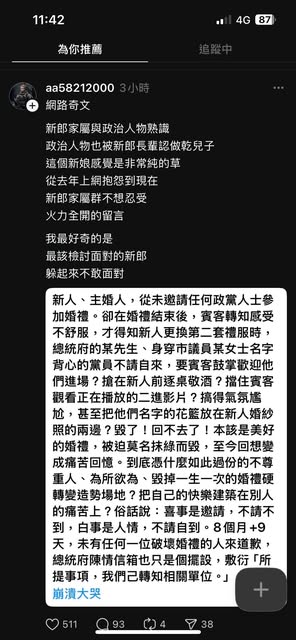 11:42
4G
87
為你推薦
追蹤中
aa58212000 3小時
網路奇文
新郎家屬與政治人物熟識
政治人物也被新郎長輩認做乾兒子
這個新娘感覺是非常純的草
從去年上網抱怨到現在
新郎家屬群不想忍受
火力全開的留言
我最好奇的是
最該檢討面對的新郎
躲起來不敢面對
新人、主婚人，從未邀請任何政黨人士參
加婚禮。卻在婚禮結束後，賓客轉知感受
不舒服，才得知新人更換第二套禮服時，
總統府的某先生、身穿市議員某女士名字
背心的黨員不請自來，要賓客鼓掌歡迎他
們進場？搶在新人前逐桌敬酒？擋住賓客
觀看正在播放的二進影片？搞得氣氛尷
尬，甚至把他們名字的花籃放在新人婚紗
照的兩邊？毀了！回不去了！本該是美好
的婚禮，被迫莫名抹綠而毀，至今回想變
成痛苦回憶。到底憑什麼如此過份的不尊
重人、為所欲為、毀掉一生一次的婚禮硬
轉變造勢場地？把自己的快樂建築在別人
的痛苦上？俗話說：喜事是邀請，不請不
到，白事是人情，不請自到。8個月+9
天，未有任何一位破壞婚禮的人來道歉，
總統府陳情信箱也只是個擺設，敷衍「所
提事項，我們己轉知相關單位。」
崩潰大哭
511
93
4
38